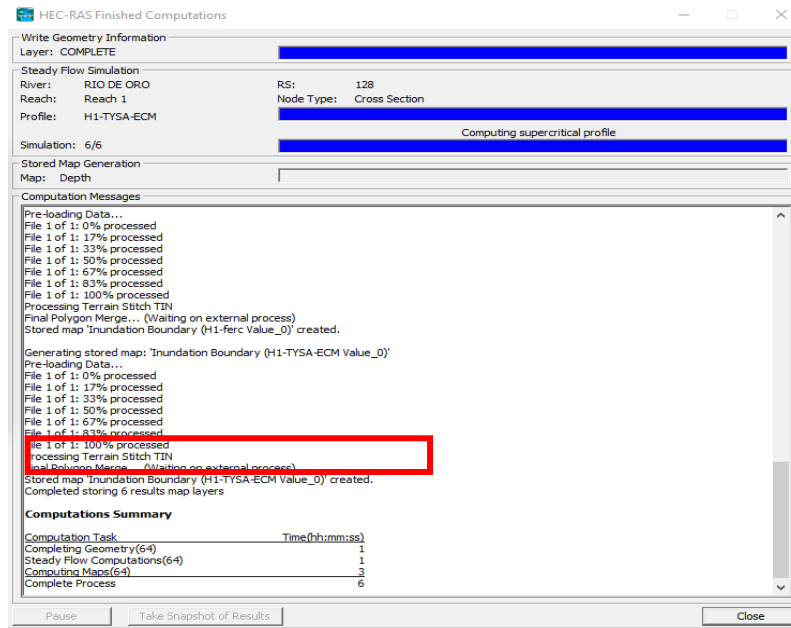 HEC-RAS Finished Computations
Write Geometry Information
Layer: COMPLETE
Steady Flow Simulation
River: RIO DE ORO RS: 128
Reach: Reach 1 Node Type: Cross Section
Profile: H1-TYSA-ECM
Computing supercritical profile
Simulation: 6/6
Stored Map Generation
Map: Depth
Computation Messages
Pre-loading Data...
File 1 of 1: 0% processed
File 1 of 1: 17% processed
File 1 of 1: 33% processed
File 1 of 1: 50% processed
File 1 of 1: 67% processed
File 1 of 1: 83% processed
File 1 of 1: 100% processed
Processing Terrain Stitch TIN
Final Polygon Merge... (Waiting on external process)
Stored map 'Inundation Boundary (H1-ferc Value_0)' created.
Generating stored map: 'Inundation Boundary (H1-TYSA-ECM Value_0)'
Pre-loading Data...
File 1 of 1: 0% processed
File 1 of 1: 17% processed
File 1 of 1: 33% processed
File 1 of 1: 50% processed
File 1 of 1: 67% processed
File 1 of 1: 83% processed
File 1 of 1: 100% processed
Processing Terrain Stitch TIN
Final Polygon Merge... (Waiting on external process)
Stored map 'Inundation Boundary (H1-TYSA-ECM Value_0)' created.
Completed storing 6 results map layers
Computations Summary
Computation Task Time(hh:mm:ss)
Completing Geometry(64) 1
Steady Flow Computations(64) 1
Computing Maps(64) 3
Complete Process 6
Pause Take Snapshot of Results Close